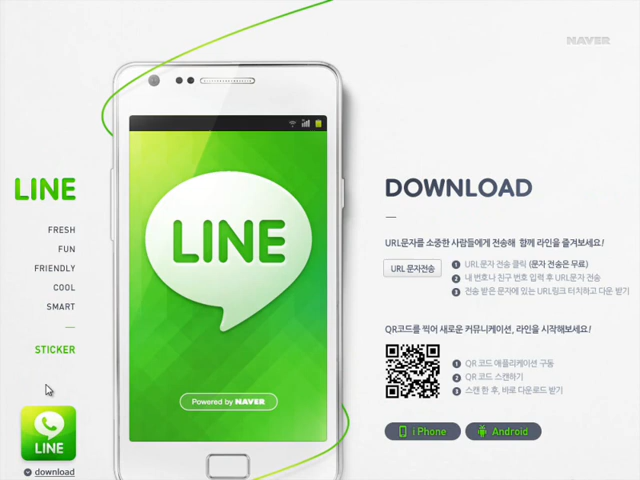 NAVER
LINE
FRESH
FUN
FRIENDLY
COOL
SMART
STICKER
LINE
download
LINE
Powered by NAVER
DOWNLOAD
URL문자를 소중한 사람들에게 전송해 함께 라인을 즐겨보세요!
URL 문자전송
1 URL문자 전송 클릭 (문자 전송은 무료)
2 내 번호나 친구 번호 입력 후 URL문자 전송
3 전송 받은 문자에 있는 URL링크 터치하고 다운 받기
QR코드를 찍어 새로운 커뮤니케이션, 라인을 시작해보세요!
1 QR 코드 애플리케이션 구동
2 QR 코드 스캔하기
3 스캔 한 후, 바로 다운로드 받기
iPhone
Android